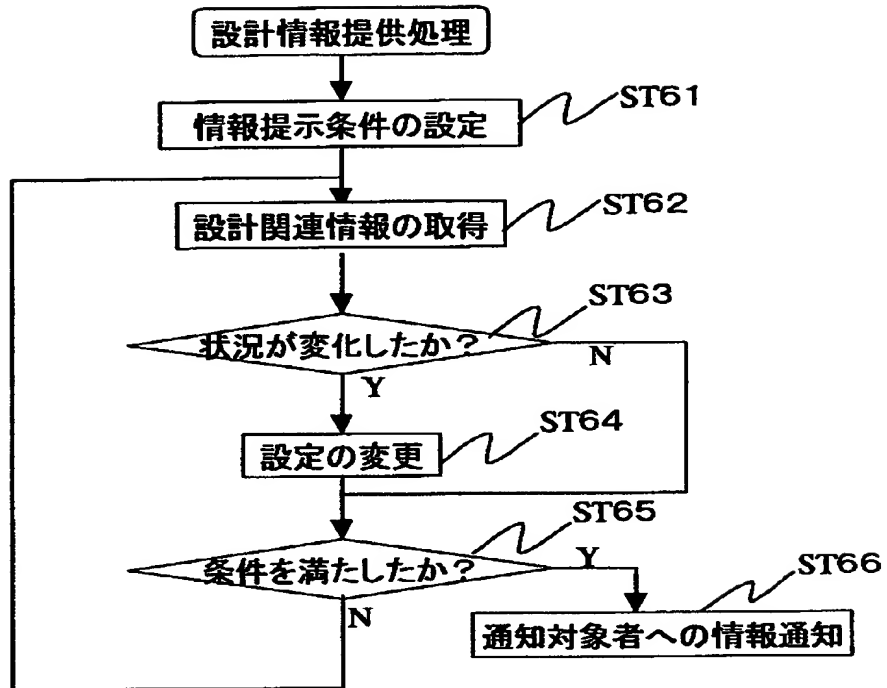 設計情報提供処理
情報提示条件の設定
ST61
設計関連情報の取得
ST62
状況が変化したか?
ST63
N
Y
設定の変更
ST64
条件を満たしたか?
ST65
Y
N
通知対象者への情報通知
ST66